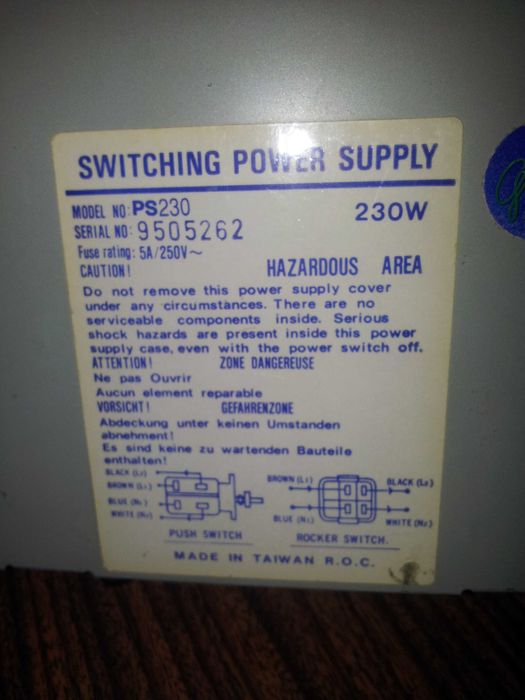 SWITCHING POWER SUPPLY
MODEL NO: PS230 230W
SERIAL NO: 9505262
Fuse rating: 5A/250V~
CAUTION! HAZARDOUS AREA
Do not remove this power supply cover
under any circumstances. There are no
serviceable components inside. Serious
shock hazards are present inside this power
supply case, even with the power switch off.
ATTENTION! ZONE DANGEREUSE
Ne pas Ouvrir
Aucun element reparable
VORSICHT! GEFAHRENZONE
Abdeckung unter keinen Umstanden
abnehment!
Es sind keine zu wartenden Bauteile
enthalten!
BLACK (L2)
BROWN (L1)
BLUE (N1)
WHITE (N2)
PUSH SWITCH
BROWN (L1) BLACK (L2)
BLUE (N1) WHITE (N2)
ROCKER SWITCH.
MADE IN TAIWAN R.O.C.